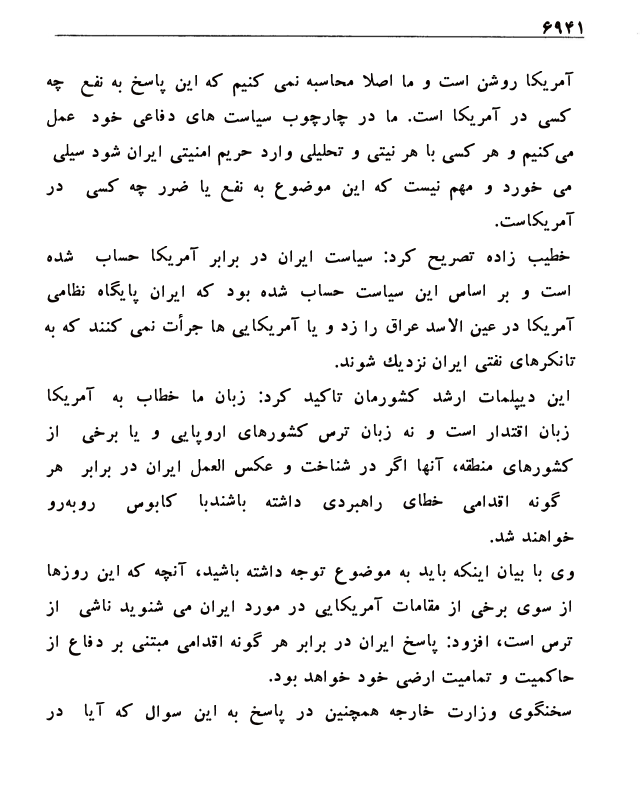 ۶۹۴۱
آمریکا روشن است و ما اصلا محاسبه نمی کنیم که این پاسخ به نفع چه
کسی در آمریکا است. ما در چارچوب سیاست های دفاعی خود عمل
می‌کنیم و هر کسی با هر نیتی و تحلیلی وارد حریم امنیتی ایران شود سیلی
می خورد و مهم نیست که این موضوع به نفع یا ضرر چه کسی در
آمریکاست.
خطیب زاده تصریح کرد: سیاست ایران در برابر آمریکا حساب شده
است و بر اساس این سیاست حساب شده بود که ایران پایگاه نظامی
آمریکا در عین الاسد عراق را زد و یا آمریکایی ها جرأت نمی کنند که به
تانکرهای نفتی ایران نزدیك شوند.
این دیپلمات ارشد کشورمان تاکید کرد: زبان ما خطاب به آمریکا
زبان اقتدار است و نه زبان ترس کشورهای اروپایی و یا برخی از
کشورهای منطقه، آنها اگر در شناخت و عکس العمل ایران در برابر هر
گونه اقدامی خطای راهبردی داشته باشندبا کابوس روبه‌رو
خواهند شد.
وی با بیان اینکه باید به موضوع توجه داشته باشید، آنچه که این روزها
از سوی برخی از مقامات آمریکایی در مورد ایران می شنوید ناشی از
ترس است، افزود: پاسخ ایران در برابر هر گونه اقدامی مبتنی بر دفاع از
حاکمیت و تمامیت ارضی خود خواهد بود.
سخنگوی وزارت خارجه همچنین در پاسخ به این سوال که آیا در